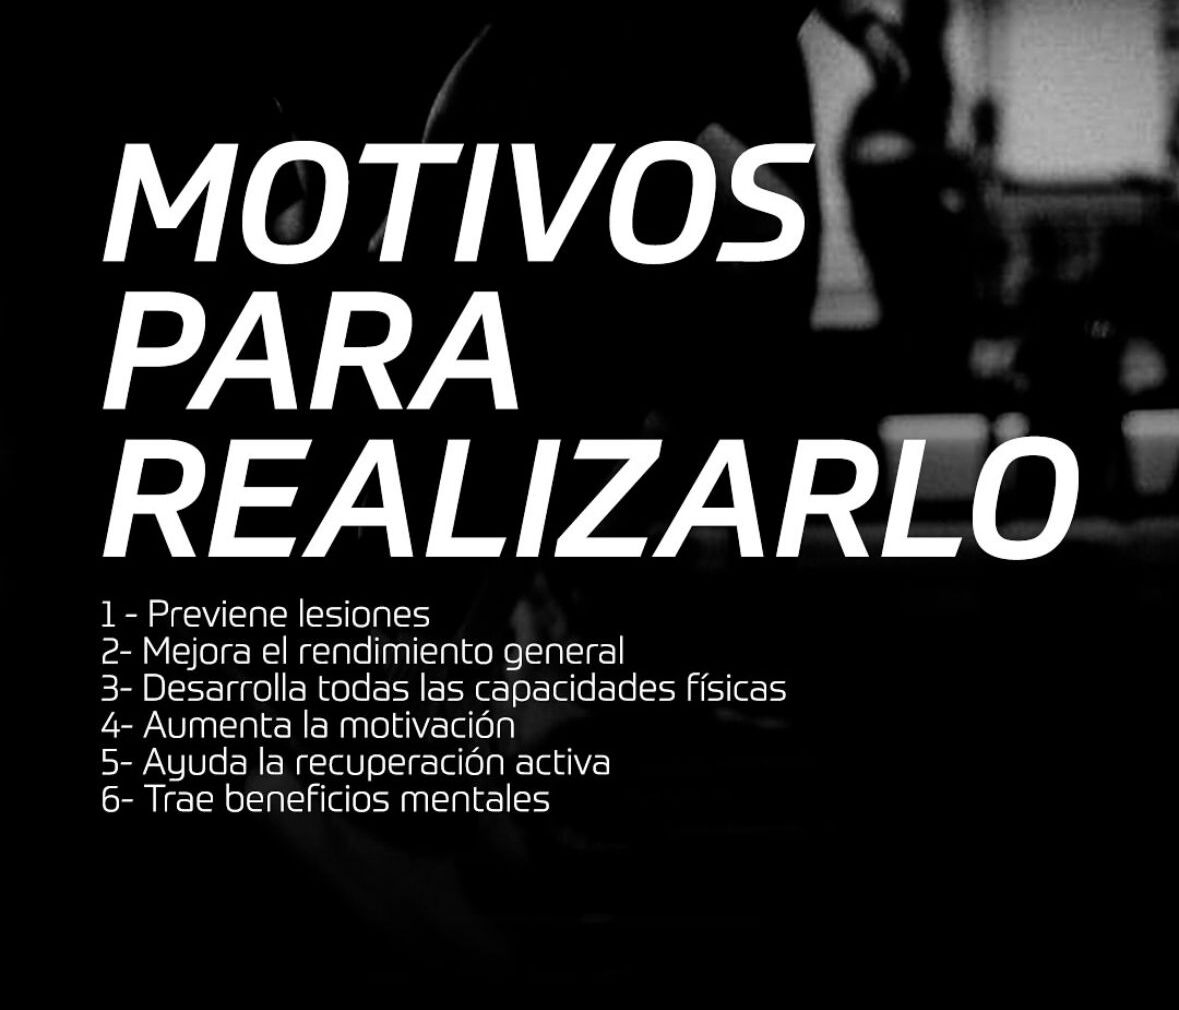 MOTIVOS
PARA
REALIZARLO
1 - Previene lesiones
2- Mejora el rendimiento general
3- Desarrolla todas las capacidades físicas
4- Aumenta la motivación
5- Ayuda la recuperación activa
6- Trae beneficios mentales